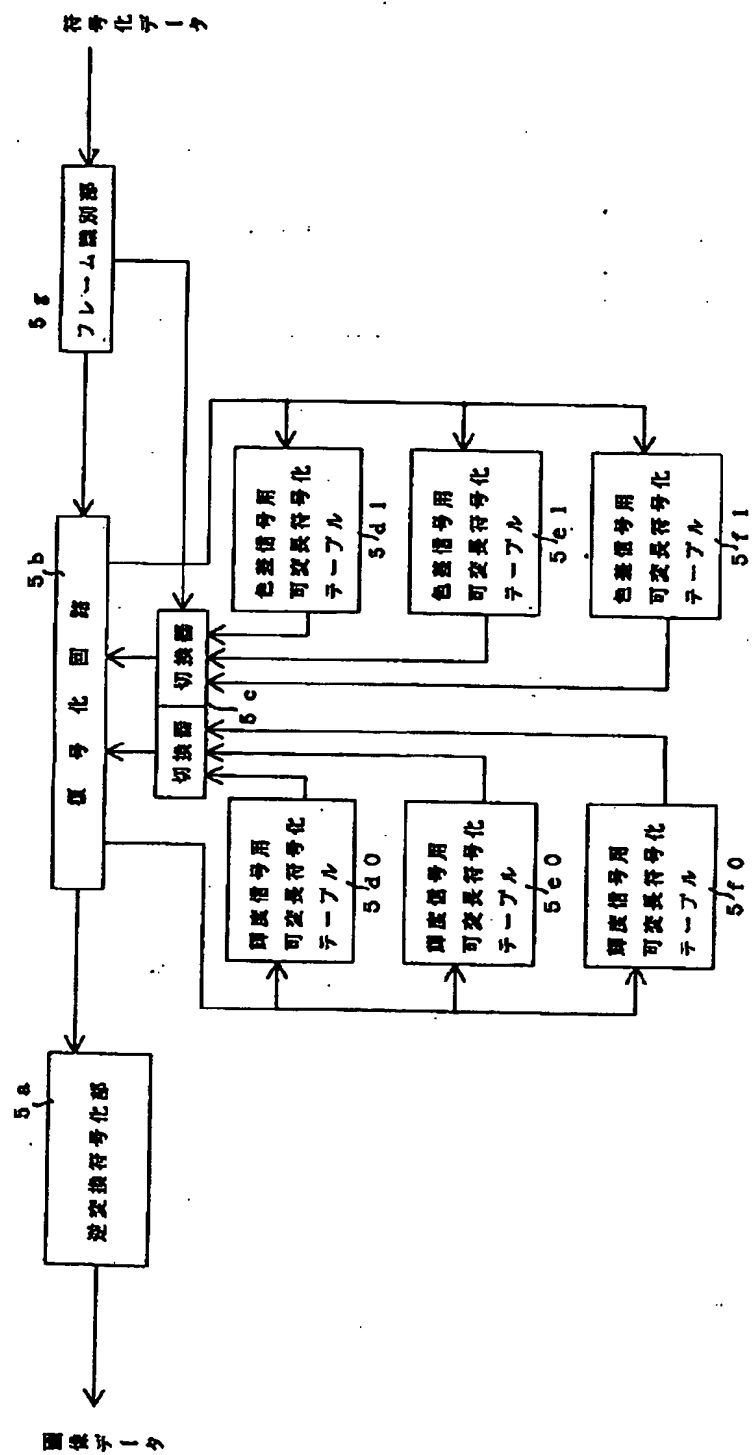 画像データ
逆変換符号化部
5a
復号化回路
5b
フレーム識別部
5g
符号化データ
切換器
切換器
5c
輝度信号用
可変長符号化
テーブル
5d0
色差信号用
可変長符号化
テーブル
5d1
輝度信号用
可変長符号化
テーブル
5e0
色差信号用
可変長符号化
テーブル
5e1
輝度信号用
可変長符号化
テーブル
5f0
色差信号用
可変長符号化
テーブル
5f1